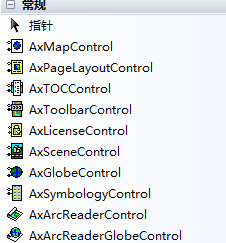 常规
指针
AxMapControl
AxPageLayoutControl
AxTOCControl
AxToolbarControl
AxLicenseControl
AxSceneControl
AxGlobeControl
AxSymbologyControl
AxArcReaderControl
AxArcReaderGlobeControl